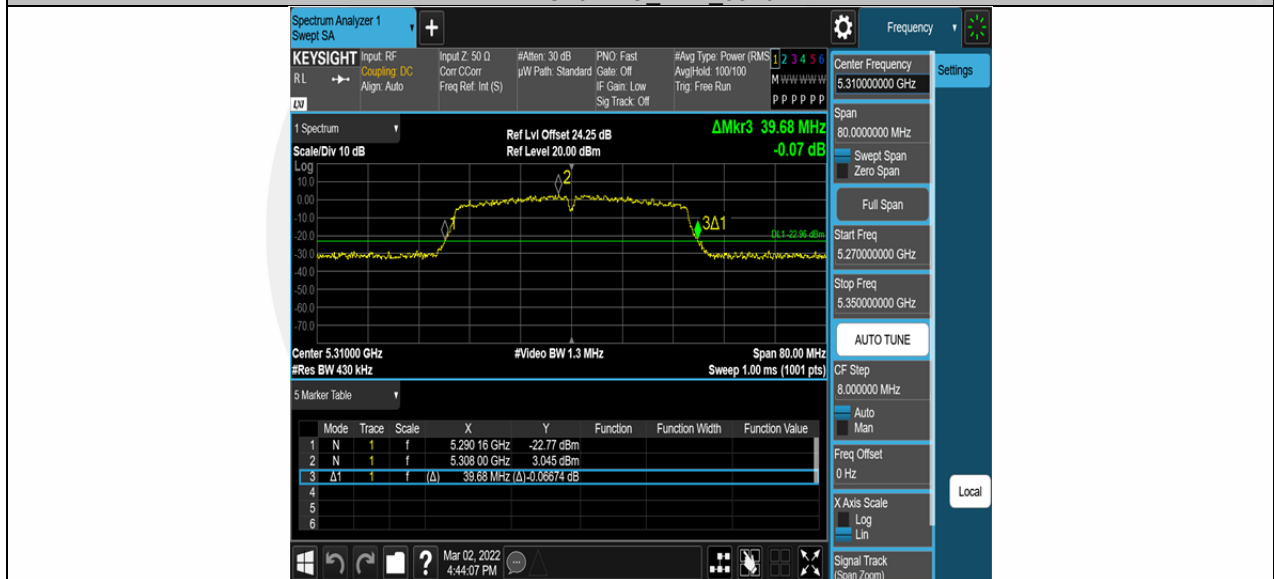 Spectrum Analyzer 1
Swept SA
+
Frequency
KEYSIGHT
RL
LXI
Input: RF
Coupling: DC
Align: Auto
Input Z: 50 Ω
Corr CCorr
Freq Ref: Int (S)
#Atten: 30 dB
µW Path: Standard
PNO: Fast
Gate: Off
IF Gain: Low
Sig Track: Off
#Avg Type: Power (RMS
Avg|Hold: 100/100
Trig: Free Run
1 2 3 4 5 6
M W W W W W
P P P P P P
1 Spectrum
Scale/Div 10 dB
Ref Lvl Offset 24.25 dB
Ref Level 20.00 dBm
ΔMkr3 39.68 MHz
-0.07 dB
Log
10.0
0.00
-10.0
-20.0
-30.0
-40.0
-50.0
-60.0
-70.0
1
2
3Δ1
DL1 -22.96 dBm
Center 5.31000 GHz
#Res BW 430 kHz
#Video BW 1.3 MHz
Span 80.00 MHz
Sweep 1.00 ms (1001 pts)
5 Marker Table
Mode Trace Scale X Y Function Function Width Function Value
1 N 1 f 5.290 16 GHz -22.77 dBm
2 N 1 f 5.308 00 GHz 3.045 dBm
3 Δ1 1 f (Δ) 39.68 MHz (Δ) -0.06674 dB
4
5
6
?
Mar 02, 2022
4:44:07 PM
Center Frequency
5.310000000 GHz
Span
80.0000000 MHz
Swept Span
Zero Span
Full Span
Start Freq
5.270000000 GHz
Stop Freq
5.350000000 GHz
AUTO TUNE
CF Step
8.000000 MHz
Auto
Man
Freq Offset
0 Hz
X Axis Scale
Log
Lin
Signal Track
(Span Zoom)
Settings
Local